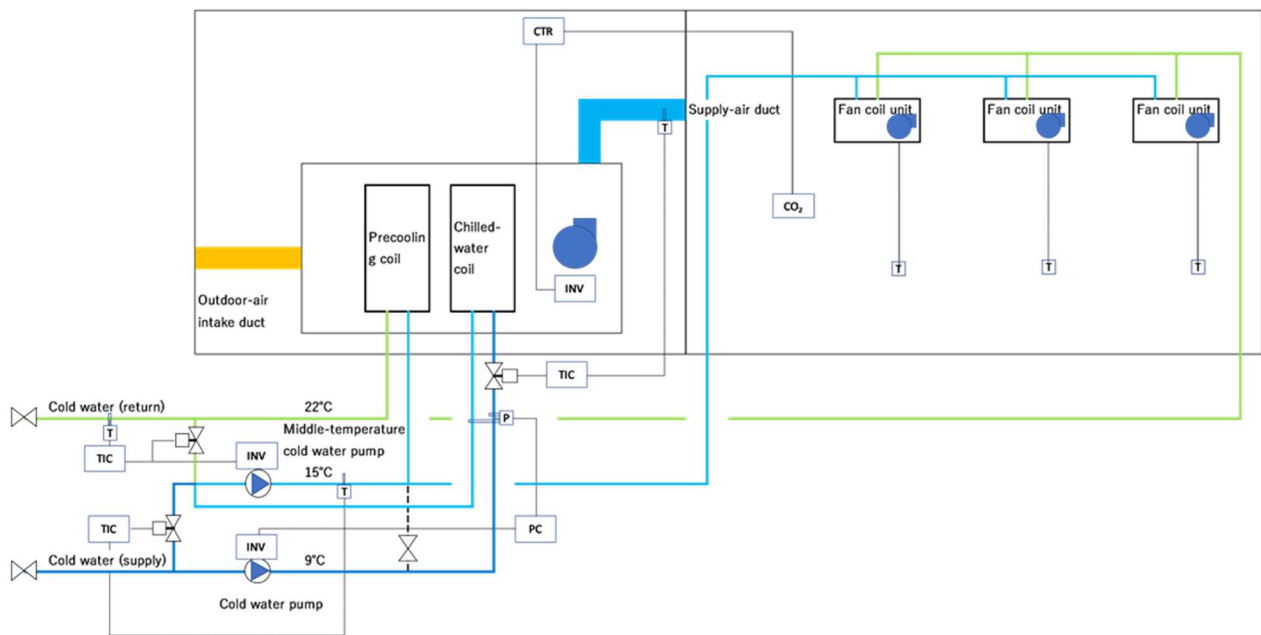 CTR
Supply-air duct
T
Fan coil unit
Fan coil unit
Fan coil unit
Precoolin
g coil
Chilled-
water
coil
CO₂
INV
T
T
T
Outdoor-air
intake duct
TIC
Cold water (return)
22°C
P
T
Middle-temperature
cold water pump
TIC
INV
15°C
T
TIC
PC
INV
Cold water (supply)
9°C
Cold water pump